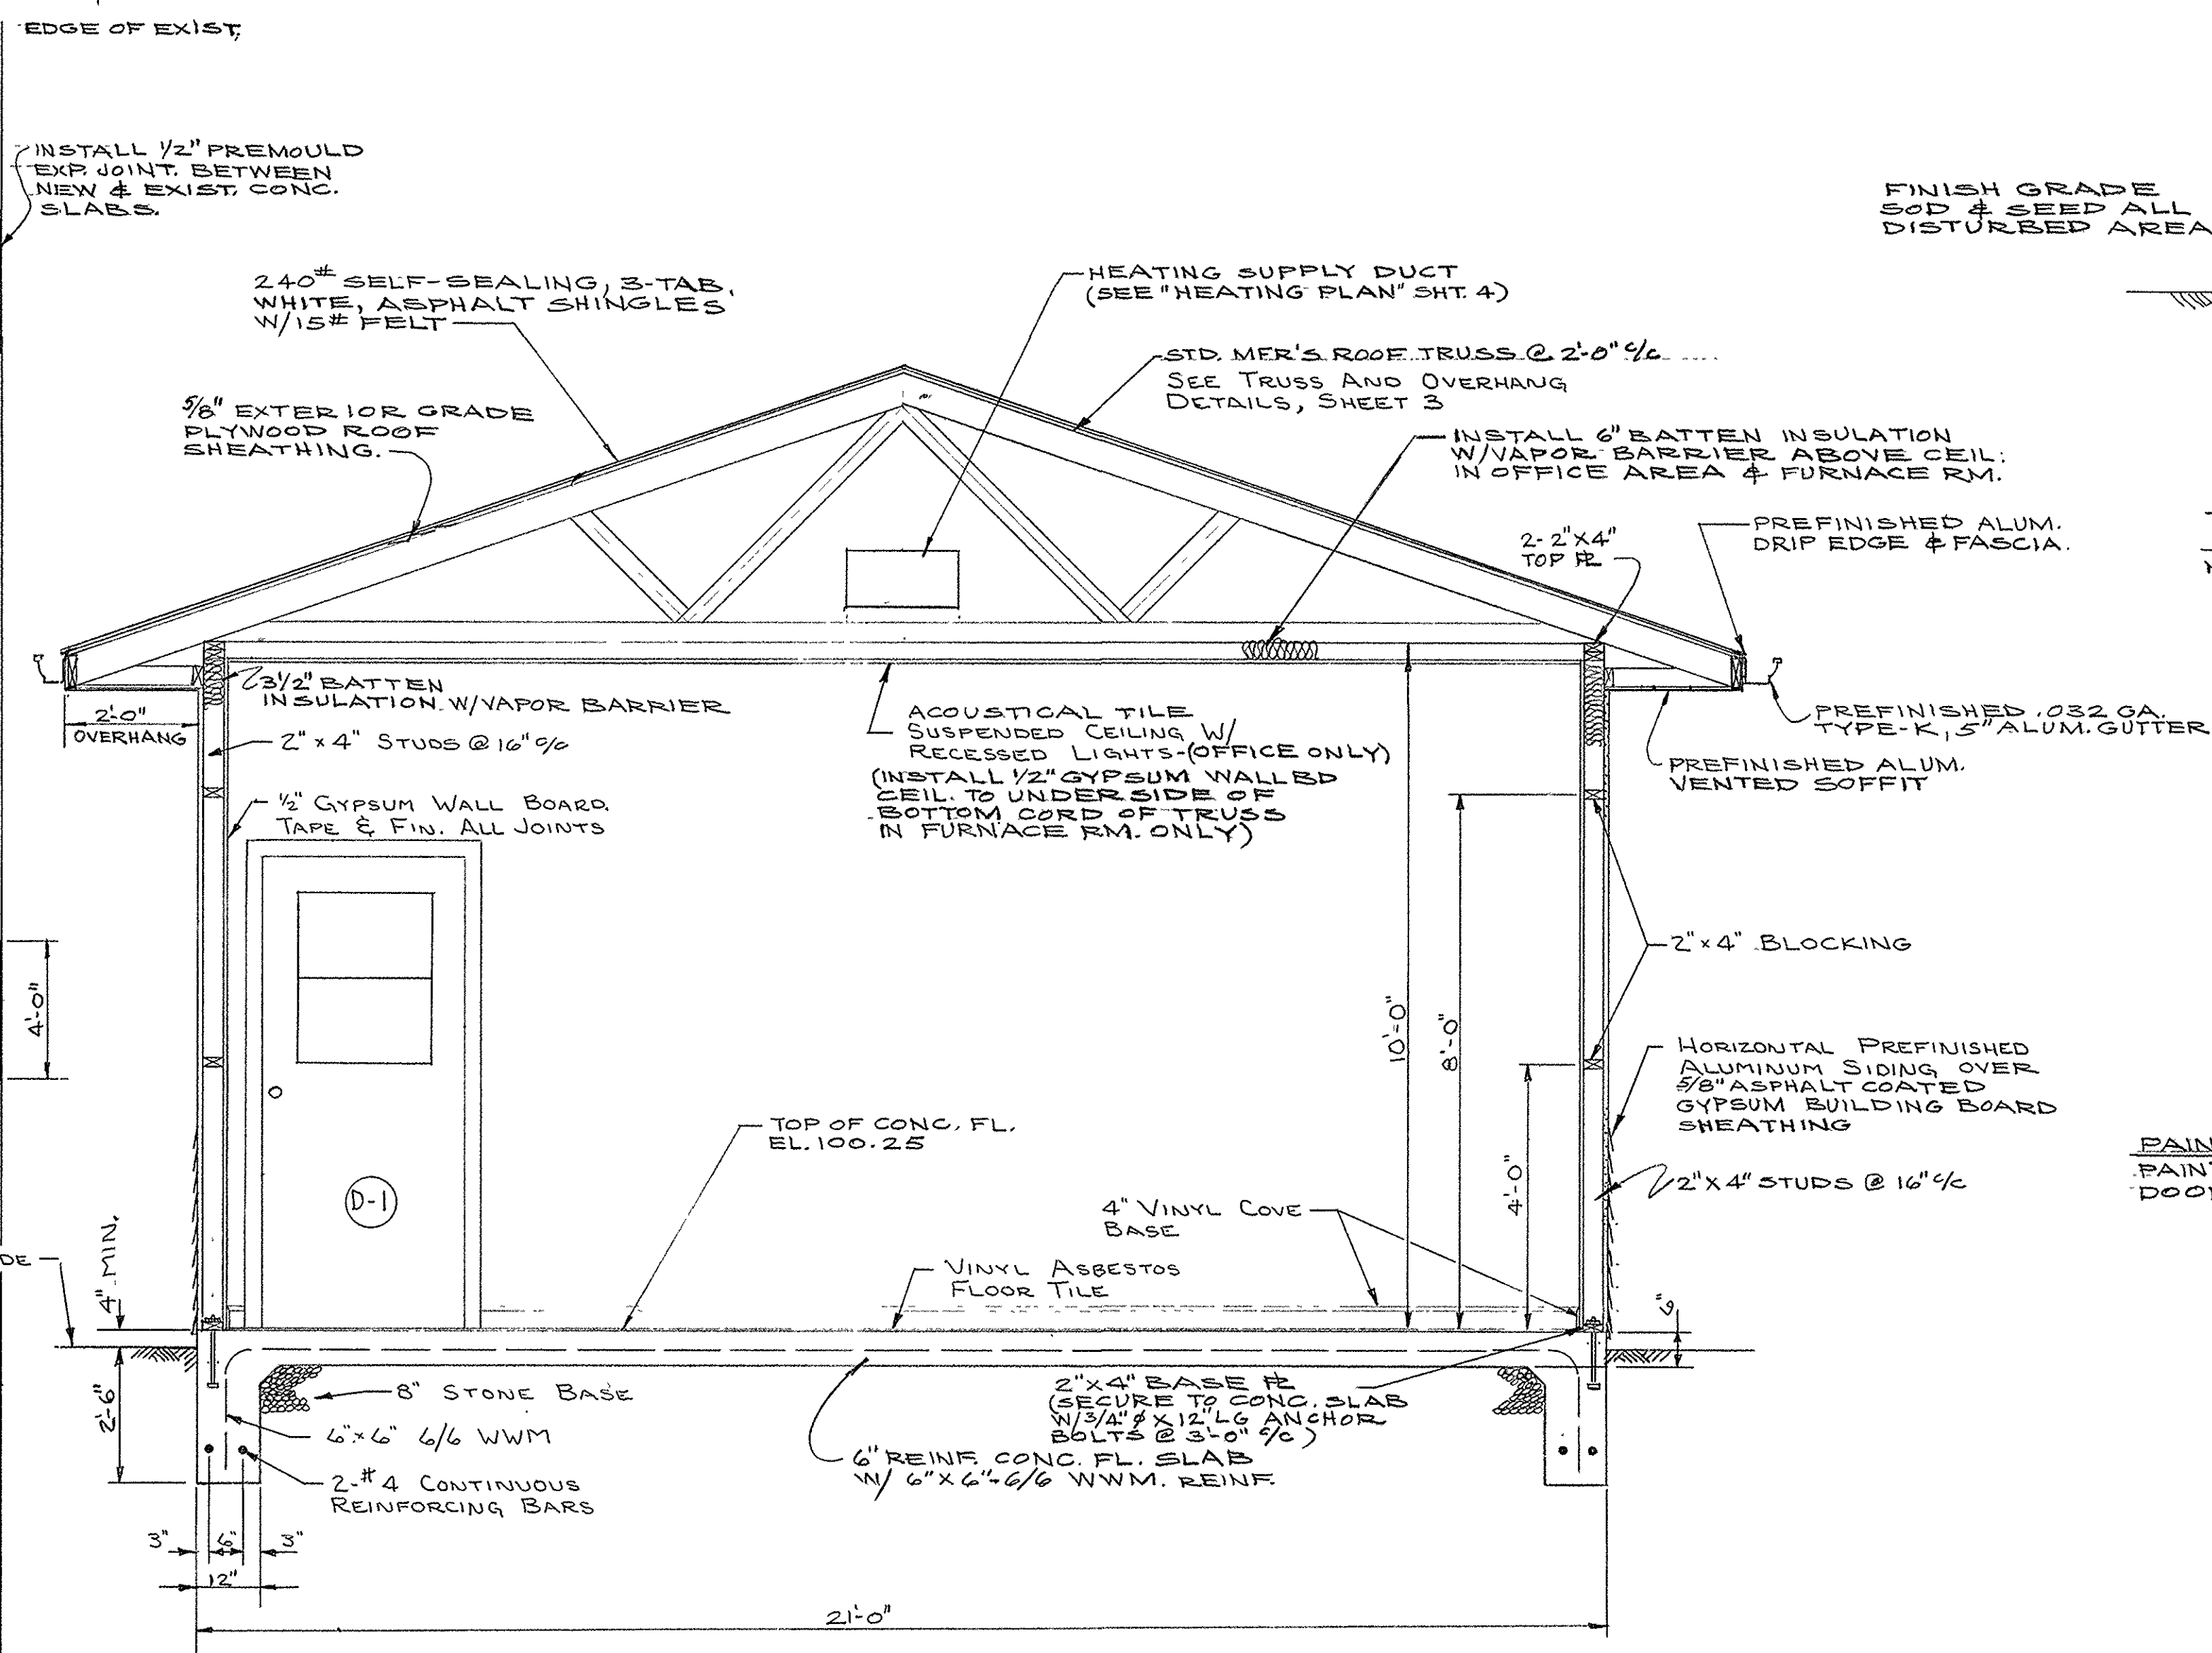 EDGE OF EXIST.
INSTALL 1/2" PREMOULD
EXP. JOINT. BETWEEN
NEW & EXIST. CONC.
SLABS.
FINISH GRADE
SOD & SEED ALL
DISTURBED AREA
240# SELF-SEALING, 3-TAB,
WHITE, ASPHALT SHINGLES
W/15# FELT
HEATING SUPPLY DUCT
(SEE "HEATING PLAN" SHT. 4)
STD. MFR'S ROOF TRUSS @ 2'-0" c/c
SEE TRUSS AND OVERHANG
DETAILS, SHEET 3
5/8" EXTERIOR GRADE
PLYWOOD ROOF
SHEATHING.
INSTALL 6" BATTEN INSULATION
W/VAPOR BARRIER ABOVE CEIL.
IN OFFICE AREA & FURNACE RM.
2-2"X4"
TOP PL
PREFINISHED ALUM.
DRIP EDGE & FASCIA.
3 1/2" BATTEN
INSULATION W/VAPOR BARRIER
2'-0"
OVERHANG
2" x 4" STUDS @ 16" c/c
ACOUSTICAL TILE
SUSPENDED CEILING W/
RECESSED LIGHTS-(OFFICE ONLY)
(INSTALL 1/2" GYPSUM WALL BD
CEIL. TO UNDERSIDE OF
BOTTOM CORD OF TRUSS
IN FURNACE RM. ONLY)
PREFINISHED .032 GA.
TYPE-K, 5" ALUM. GUTTER
PREFINISHED ALUM.
VENTED SOFFIT
1/2" GYPSUM WALL BOARD.
TAPE & FIN. ALL JOINTS
2" x 4" BLOCKING
4'-0"
10'-0"
8'-0"
4'-0"
HORIZONTAL PREFINISHED
ALUMINUM SIDING OVER
5/8" ASPHALT COATED
GYPSUM BUILDING BOARD
SHEATHING
2" X 4" STUDS @ 16" c/c
PAIN
PAIN
DOO
TOP OF CONC. FL.
EL. 100.25
D-1
4" VINYL COVE
BASE
VINYL ASBESTOS
FLOOR TILE
DE
4" MIN.
6"
2'-6"
8" STONE BASE
6" x 6" 6/6 WWM
2-#4 CONTINUOUS
REINFORCING BARS
2"X4" BASE PL
(SECURE TO CONC. SLAB
W/3/4" ø X 12" LG ANCHOR
BOLTS @ 3'-0" c/c)
6" REINF. CONC. FL. SLAB
W/ 6" X 6"-6/6 WWM. REINF.
3" 6" 3"
12"
21'-0"